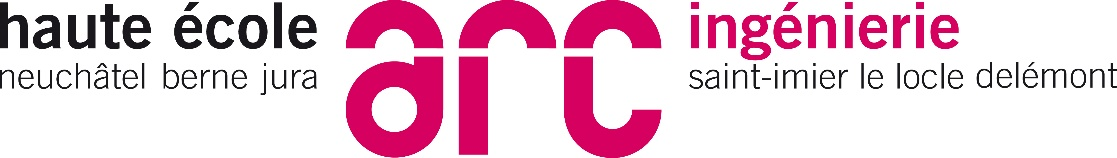 haute école
neuchâtel berne jura
arc
ingénierie
saint-imier le locle delémont